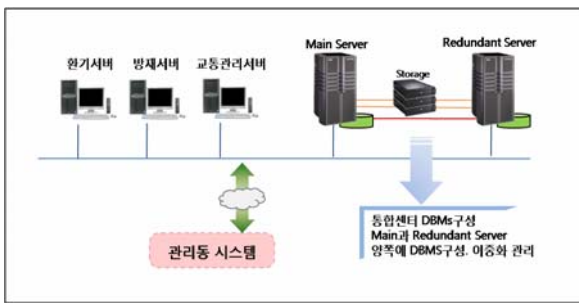 환기서버
방재서버
교통관리서버
Main Server
Storage
Redundant Server
관리동 시스템
통합센터 DBMs구성
Main과 Redundant Server
양쪽에 DBMS구성. 이중화 관리